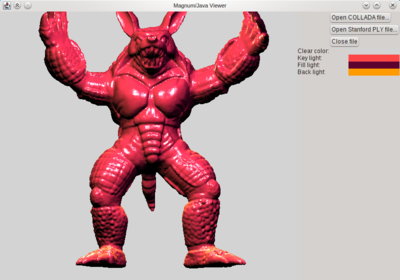 Magnum/Java Viewer
Open COLLADA file...
Open Stanford PLY file...
Close file
Clear color:
Key light:
Fill light:
Back light: